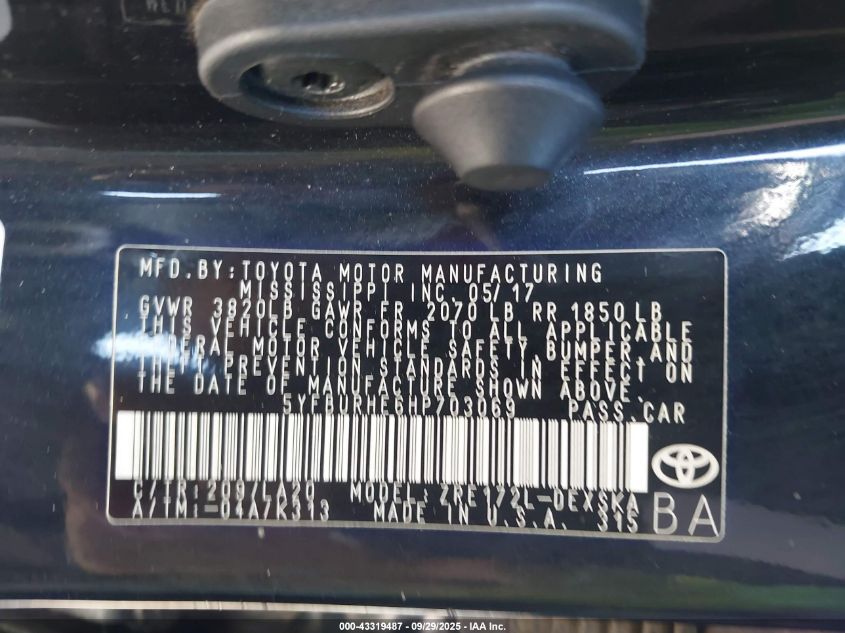 MFD.BY:TOYOTA MOTOR MANUFACTURING
MISSISSIPPI INC. 05/17
GVWR 3820LB GAWR FR 2070 LB RR 1850 LB
THIS VEHICLE CONFORMS TO ALL APPLICABLE
FEDERAL MOTOR VEHICLE SAFETY, BUMPER, AND
THEFT PREVENTION STANDARDS IN EFFECT ON
THE DATE OF MANUFACTURE SHOWN ABOVE.
5YFBURHE6HP703069 PASS.CAR
C/TR:2087LA20 MODEL:ZRE172L-DEXSKA
A/TM:-04A/K313 MADE IN U.S.A. 315
BA
000-43319487 - 09/29/2025 - IAA Inc.